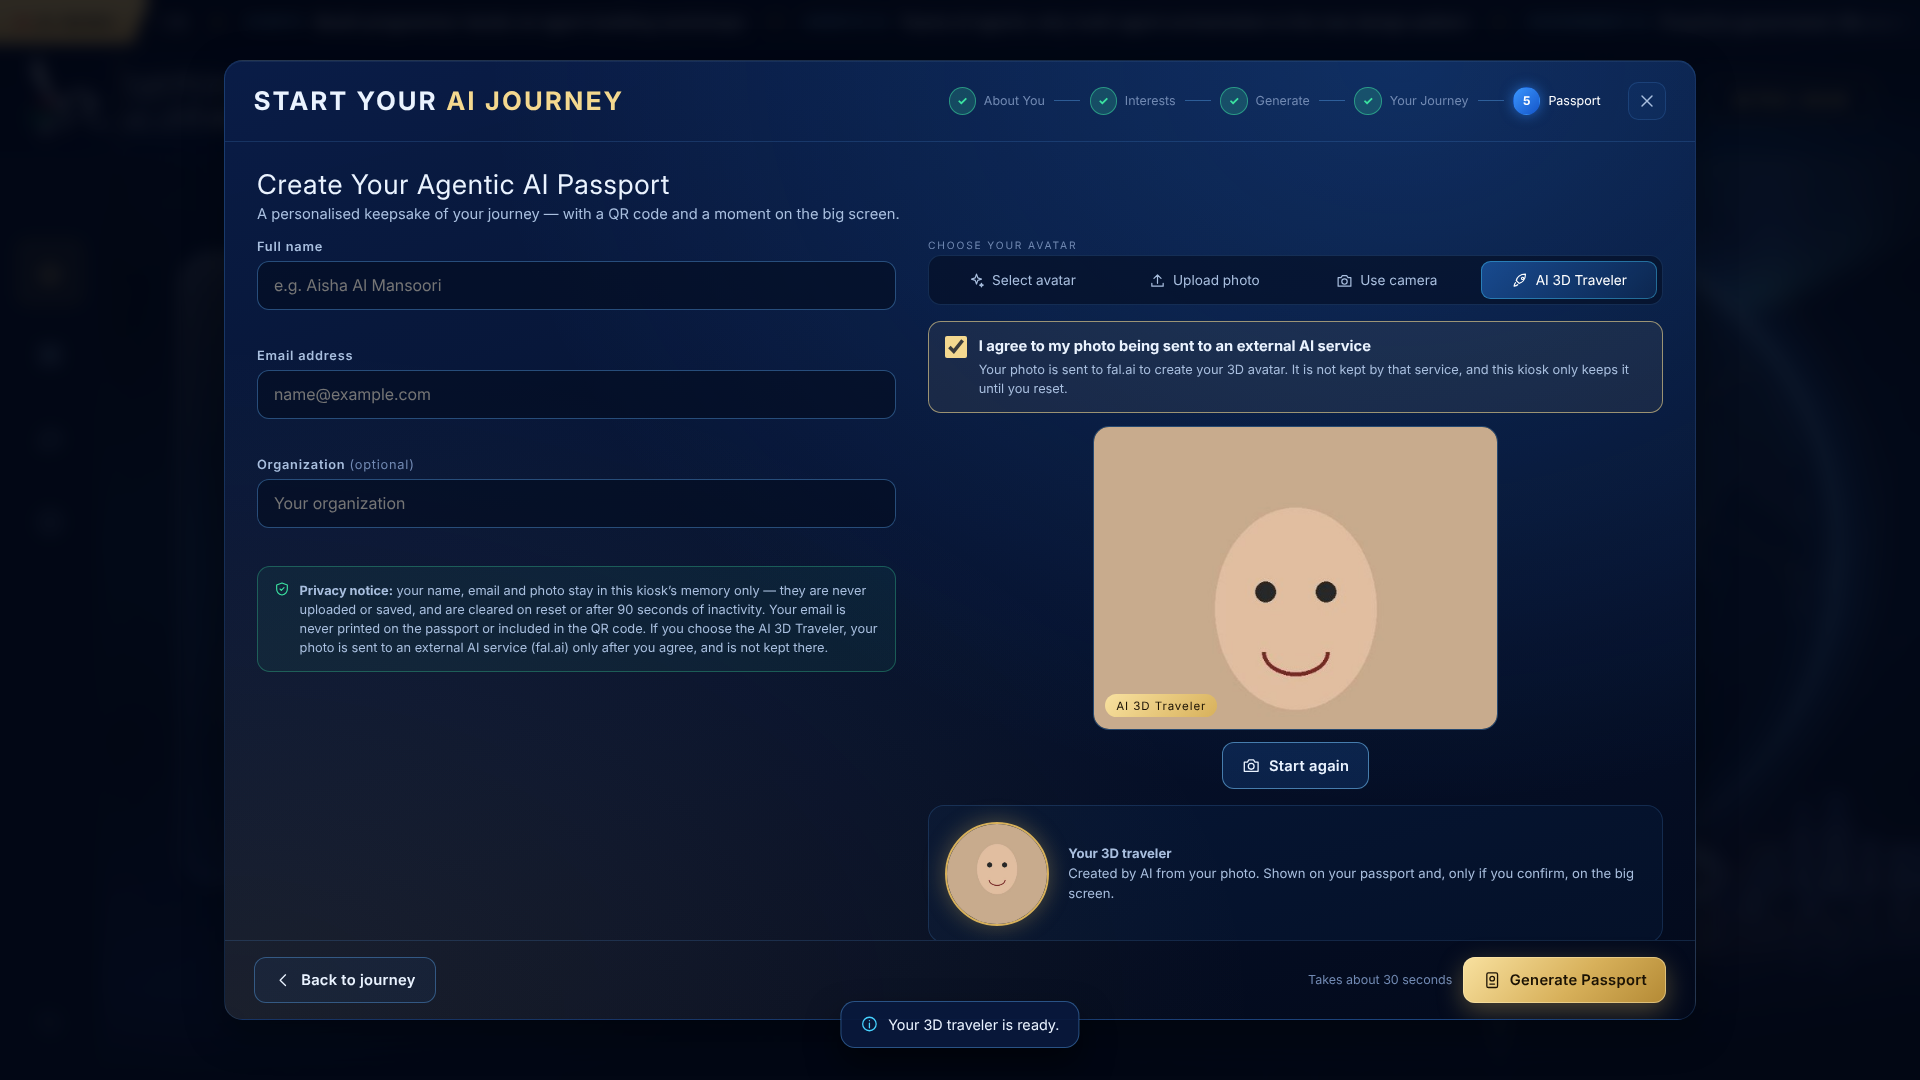 START YOUR AI JOURNEY
About You
Interests
Generate
Your Journey
5
Passport
Create Your Agentic AI Passport
A personalised keepsake of your journey — with a QR code and a moment on the big screen.
Full name
e.g. Aisha Al Mansoori
Email address
name@example.com
Organization (optional)
Your organization
Privacy notice: your name, email and photo stay in this kiosk’s memory only — they are never
uploaded or saved, and are cleared on reset or after 90 seconds of inactivity. Your email is
never printed on the passport or included in the QR code. If you choose the AI 3D Traveler, your
photo is sent to an external AI service (fal.ai) only after you agree, and is not kept there.
CHOOSE YOUR AVATAR
Select avatar
Upload photo
Use camera
AI 3D Traveler
I agree to my photo being sent to an external AI service
Your photo is sent to fal.ai to create your 3D avatar. It is not kept by that service, and this kiosk only keeps it
until you reset.
AI 3D Traveler
Start again
Your 3D traveler
Created by AI from your photo. Shown on your passport and, only if you confirm, on the big
screen.
Back to journey
Takes about 30 seconds
Generate Passport
Your 3D traveler is ready.